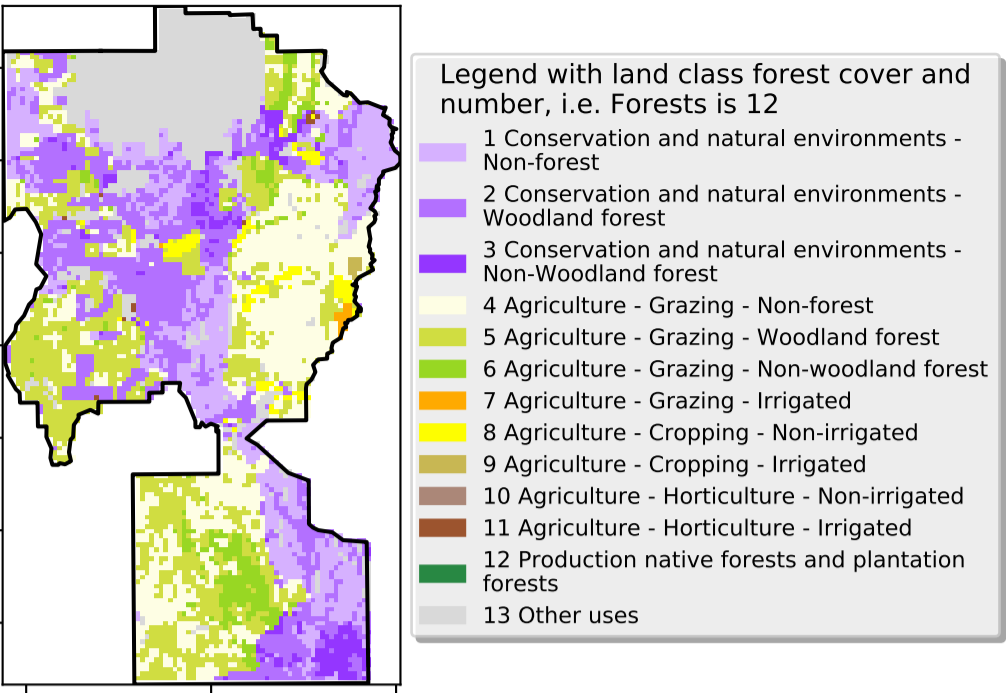 Legend with land class forest cover and
number, i.e. Forests is 12
1 Conservation and natural environments -
Non-forest
2 Conservation and natural environments -
Woodland forest
3 Conservation and natural environments -
Non-Woodland forest
4 Agriculture - Grazing - Non-forest
5 Agriculture - Grazing - Woodland forest
6 Agriculture - Grazing - Non-woodland forest
7 Agriculture - Grazing - Irrigated
8 Agriculture - Cropping - Non-irrigated
9 Agriculture - Cropping - Irrigated
10 Agriculture - Horticulture - Non-irrigated
11 Agriculture - Horticulture - Irrigated
12 Production native forests and plantation
forests
13 Other uses